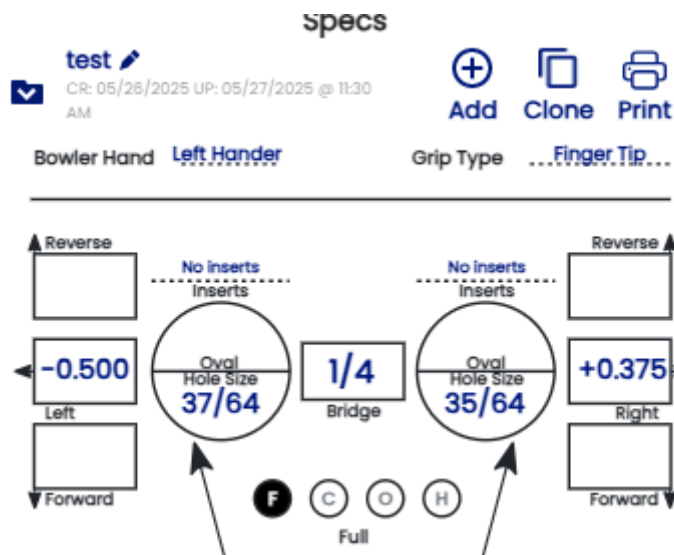 Specs
test
CR: 05/26/2025 UP: 05/27/2025 @ 11:30
AM
Add Clone Print
Bowler Hand Left Hander Grip Type Finger Tip
Reverse Reverse
No inserts No inserts
Inserts Inserts
-0.500 Oval 1/4 Oval +0.375
Hole Size Hole Size
37/64 35/64
Left Bridge Right
F C O H
Forward Forward
Full